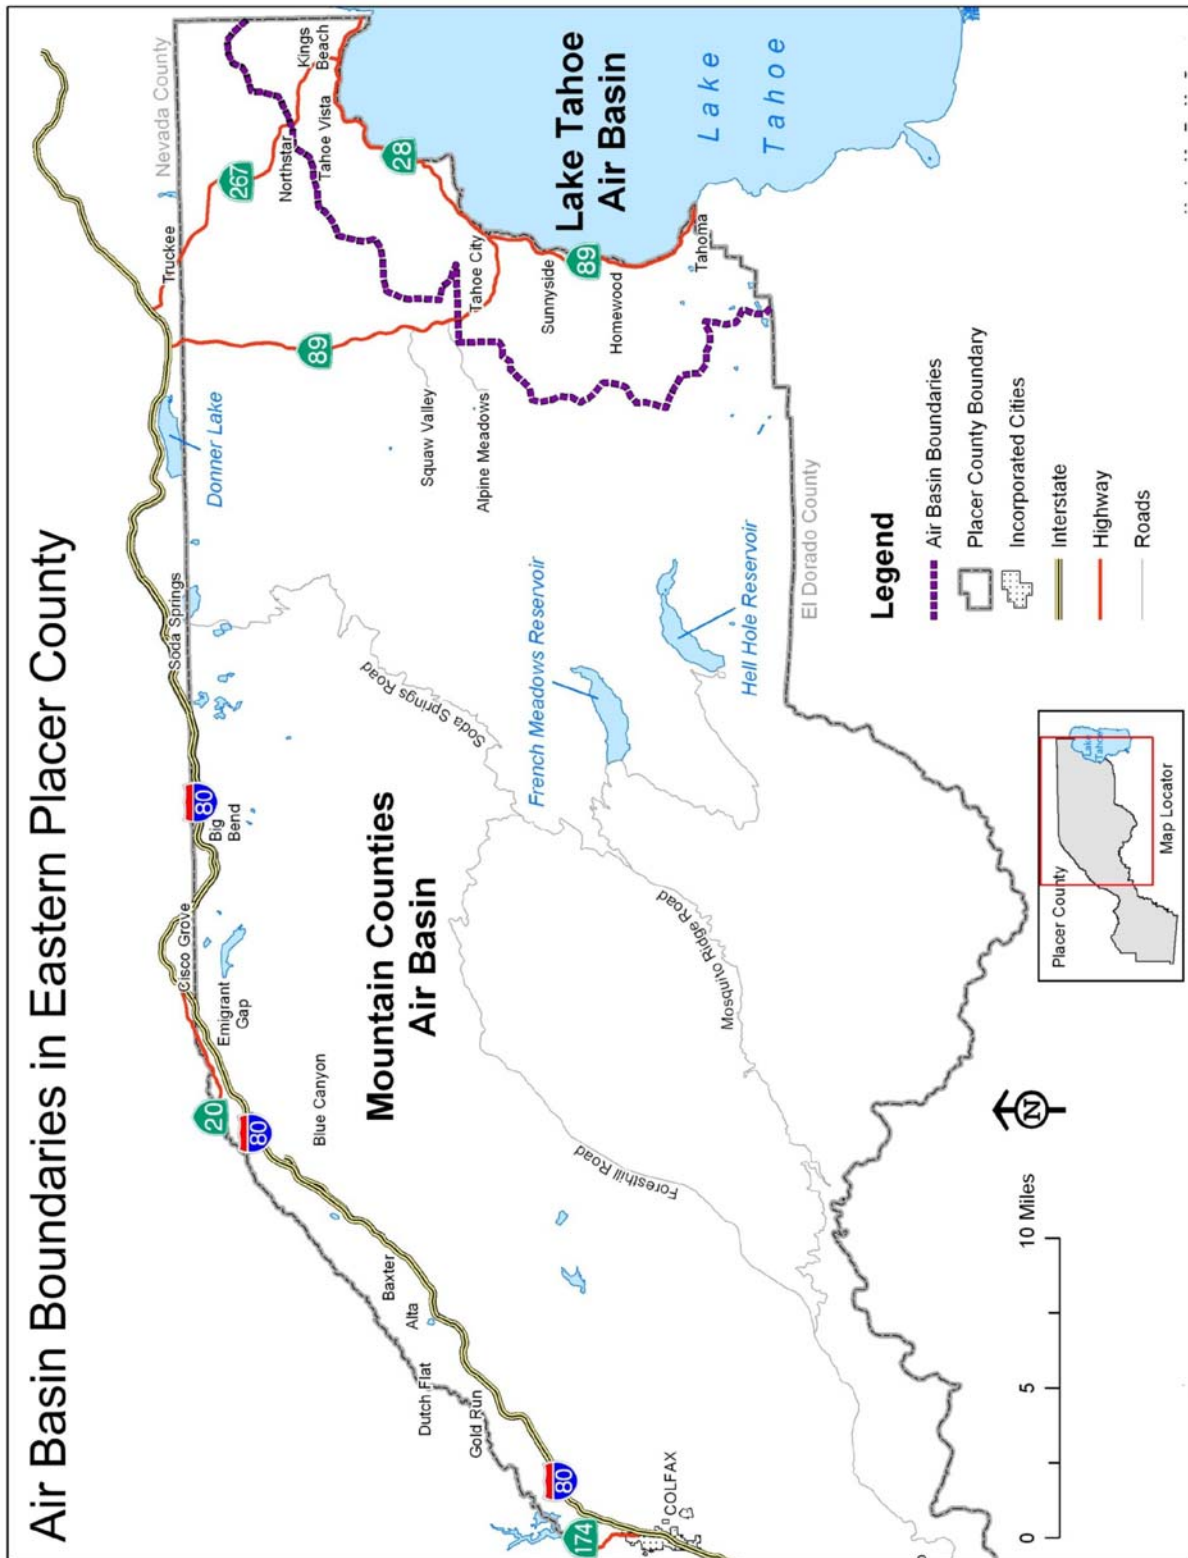 Air Basin Boundaries in Eastern Placer County
Nevada County
Truckee
267
Northstar
Kings
Beach
Tahoe Vista
28
Lake Tahoe
Air Basin
Lake
Tahoe
89
Donner Lake
Squaw Valley
Alpine Meadows
Tahoe City
Sunnyside
89
Homewood
Tahoma
Soda Springs
80
Big
Bend
Cisco Grove
Emigrant
Gap
20
80
Blue Canyon
Mountain Counties
Air Basin
Soda Springs Road
French Meadows Reservoir
Hell Hole Reservoir
El Dorado County
Mosquito Ridge Road
Foresthill Road
Baxter
Alta
Dutch Flat
Gold Run
80
174
COLFAX
Legend
Air Basin Boundaries
Placer County Boundary
Incorporated Cities
Interstate
Highway
Roads
Placer County
Lake
Tahoe
Map Locator
N
0
5
10 Miles